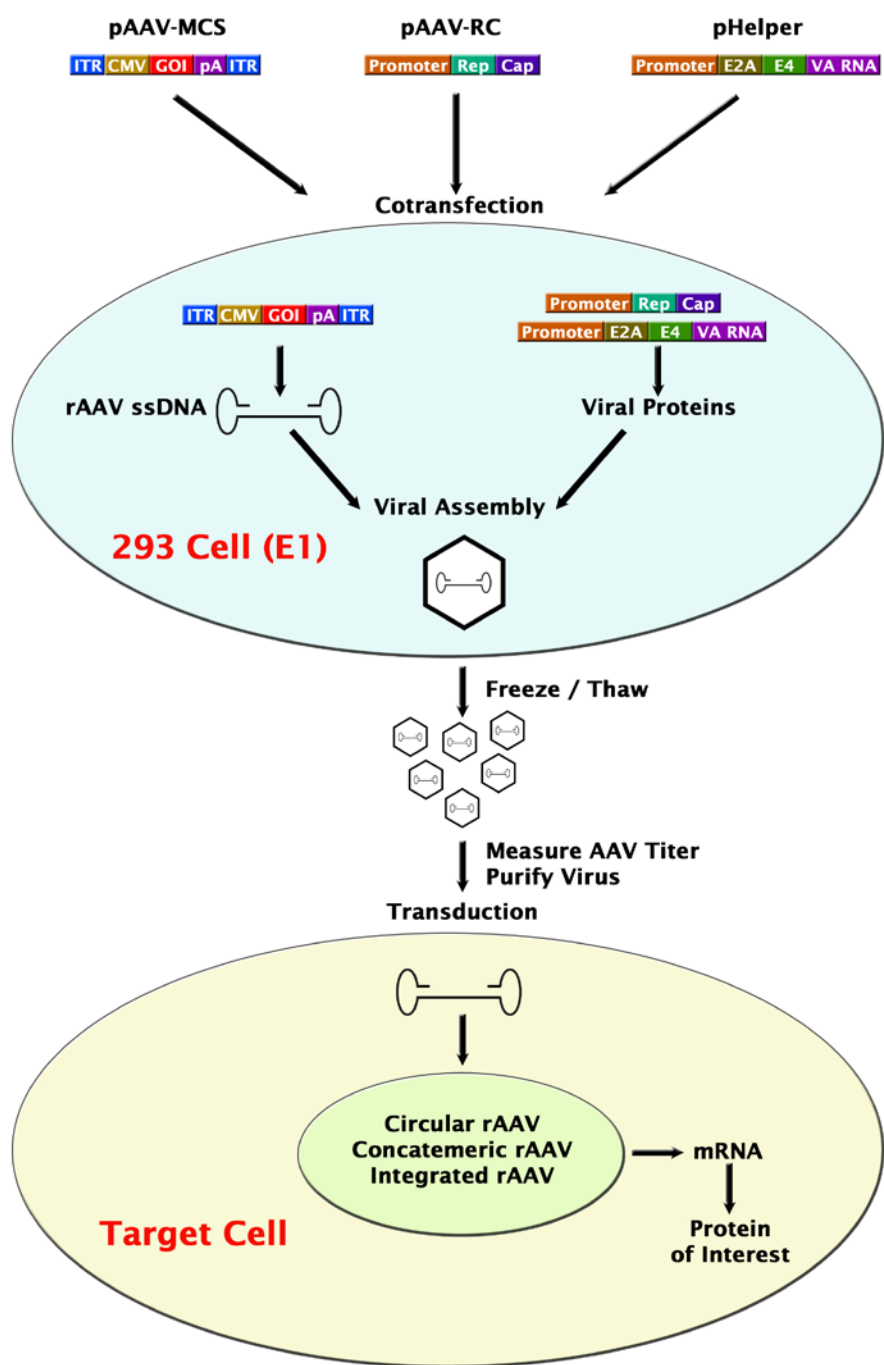 pAAV-MCS pAAV-RC pHelper
ITR CMV GOI pA ITR Promoter Rep Cap Promoter E2A E4 VA RNA
Cotransfection
ITR CMV GOI pA ITR Promoter Rep Cap
Promoter E2A E4 VA RNA
rAAV ssDNA Viral Proteins
Viral Assembly
293 Cell (E1)
Freeze / Thaw
Measure AAV Titer
Purify Virus
Transduction
Circular rAAV
Concatemeric rAAV mRNA
Integrated rAAV
Target Cell Protein
of Interest